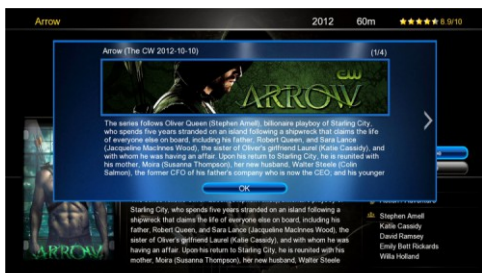 Arrow 2012 60m 8.9/10
Arrow (The CW 2012-10-10) (1/4)
CW
ARROW
The series follows Oliver Queen (Stephen Amell), billionaire playboy of Starling City,
who spends five years stranded on an island following a shipwreck that claims the life
of everyone else on board, including his father, Robert Queen, and Sara Lance
(Jacqueline MacInnes Wood), the sister of Oliver's girlfriend Laurel (Katie Cassidy), and
with whom he was having an affair. Upon his return to Starling City, he is reunited with
his mother, Moira (Susanna Thompson), her new husband, Walter Steele (Colin
Salmon), the former CFO of his father's company who is now the CEO; and his younger
OK
Starling City, who spends five years stranded on an island following a
shipwreck that claims the life of everyone else on board, including his
father, Robert Queen, and Sara Lance (Jacqueline MacInnes Wood), the
sister of Oliver's girlfriend Laurel (Katie Cassidy), and with whom he was
having an affair. Upon his return to Starling City, he is reunited with his
mother, Moira (Susanna Thompson), her new husband, Walter Steele
Stephen Amell
Katie Cassidy
David Ramsey
Emily Bett Rickards
Willa Holland
ARROW